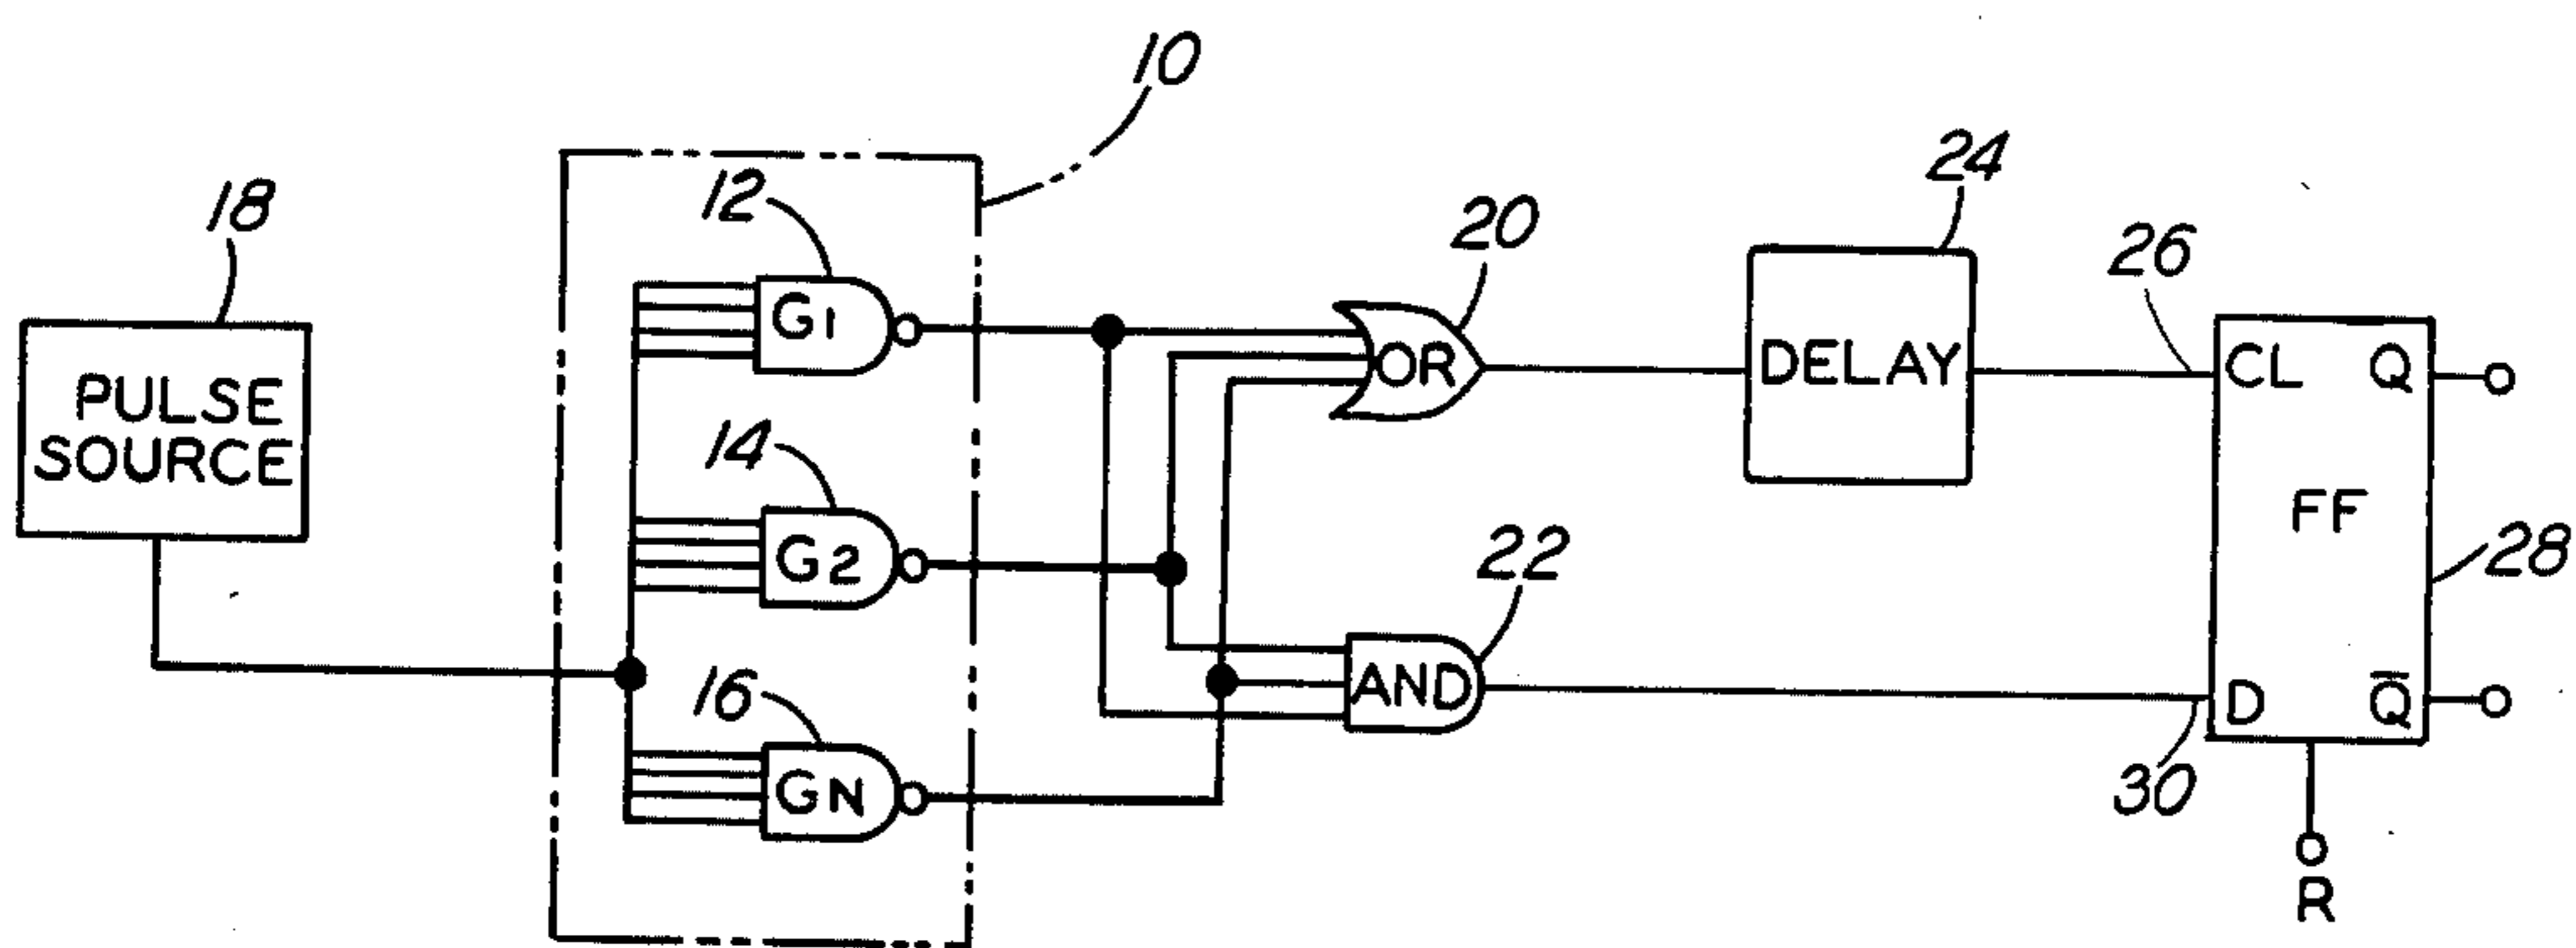 10
18
PULSE
SOURCE
12
G1
14
G2
16
GN
20
OR
22
AND
24
DELAY
26
CL
Q
FF
28
D
Q̅
30
R